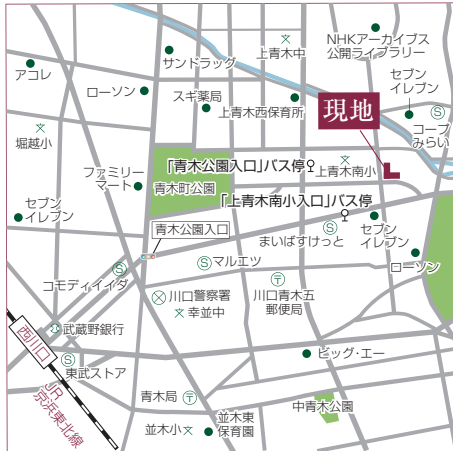 NHKアーカイブス
公開ライブラリー
上青木中
サンドラッグ
アコレ
セブン
イレブン
ローソン
スギ薬局
上青木西保育所
現地
コープ
みらい
堀越小
「青木公園入口」バス停
上青木南小
ファミリー
マート
青木町公園
「上青木南小入口」バス停
セブン
イレブン
青木公園入口
まいばすけっと
セブン
イレブン
マルエツ
ローソン
コモディイイダ
川口警察署
川口青木五
郵便局
幸並中
武蔵野銀行
西川口
ビッグ・エー
東武ストア
JR
京浜東北線
青木局
中青木公園
並木小
並木東
保育園